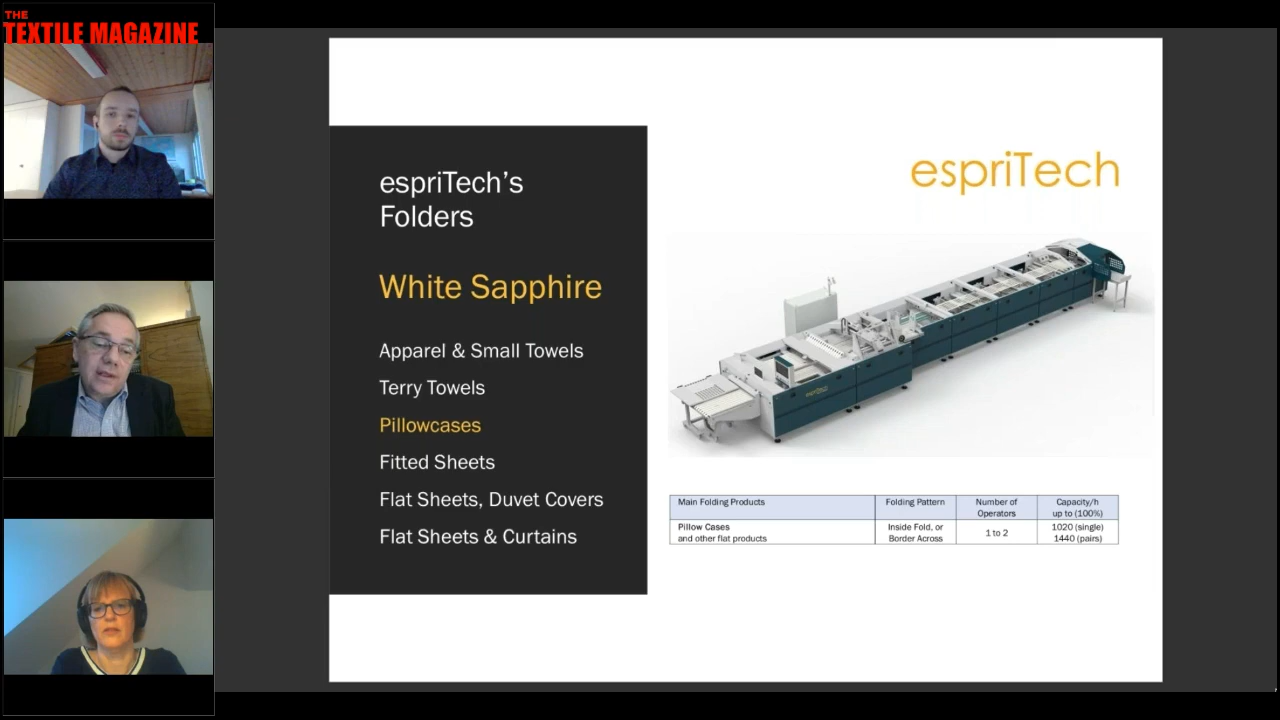 THE
TEXTILE MAGAZINE
espriTech's
Folders
White Sapphire
Apparel & Small Towels
Terry Towels
Pillowcases
Fitted Sheets
Flat Sheets, Duvet Covers
Flat Sheets & Curtains
espriTech
Main Folding Products
Folding Pattern
Number of
Operators
Capacity/h
up to (100%)
Pillow Cases
and other flat products
Inside Fold, or
Border Across
1 to 2
1020 (single)
1440 (pairs)